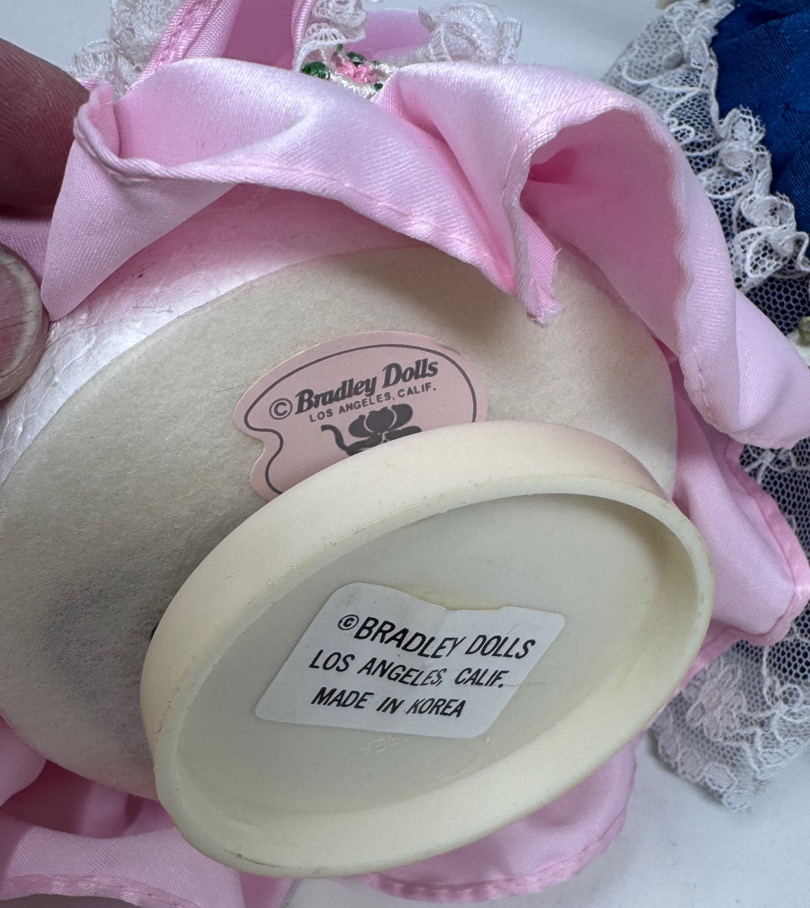 © Bradley Dolls
LOS ANGELES, CALIF.
© BRADLEY DOLLS
LOS ANGELES, CALIF.
MADE IN KOREA